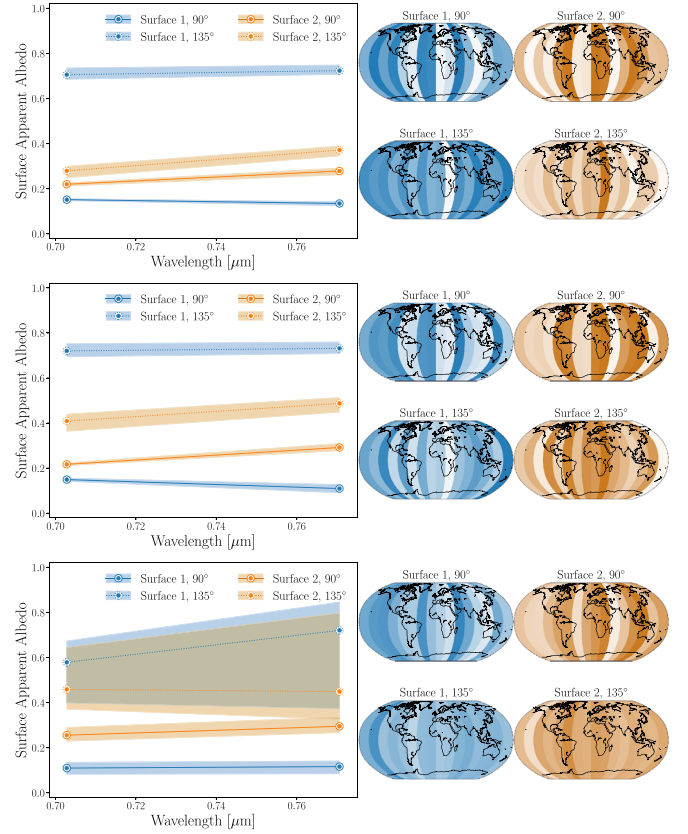 Surface 1, 90°
Surface 2, 90°
Surface 1, 135°
Surface 2, 135°
1.0
0.8
0.6
0.4
0.2
0.0
Surface Apparent Albedo
0.70
0.72
0.74
0.76
Wavelength [μm]
Surface 1, 90°
Surface 2, 90°
Surface 1, 135°
Surface 2, 135°
Surface 1, 90°
Surface 2, 90°
Surface 1, 135°
Surface 2, 135°
1.0
0.8
0.6
0.4
0.2
0.0
Surface Apparent Albedo
0.70
0.72
0.74
0.76
Wavelength [μm]
Surface 1, 90°
Surface 2, 90°
Surface 1, 135°
Surface 2, 135°
Surface 1, 90°
Surface 2, 90°
Surface 1, 135°
Surface 2, 135°
1.0
0.8
0.6
0.4
0.2
0.0
Surface Apparent Albedo
0.70
0.72
0.74
0.76
Wavelength [μm]
Surface 1, 90°
Surface 2, 90°
Surface 1, 135°
Surface 2, 135°